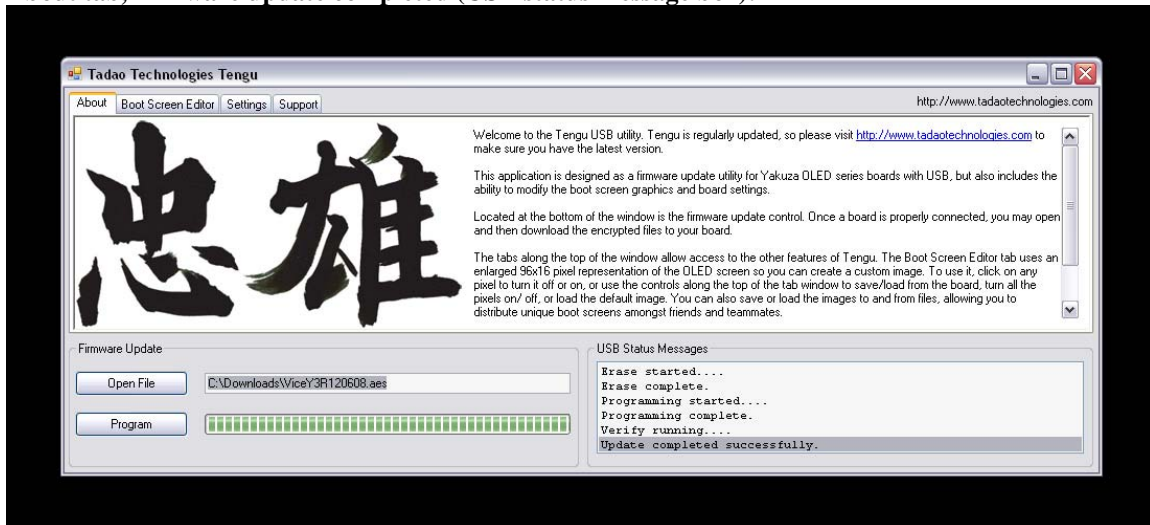 Tadao Technologies Tengu
About Boot Screen Editor Settings Support
http://www.tadaotechnologies.com
忠雄
Welcome to the Tengu USB utility. Tengu is regularly updated, so please visit http://www.tadaotechnologies.com to
make sure you have the latest version.
This application is designed as a firmware update utility for Yakuza OLED series boards with USB, but also includes the
ability to modify the boot screen graphics and board settings.
Located at the bottom of the window is the firmware update control. Once a board is properly connected, you may open
and then download the encrypted files to your board.
The tabs along the top of the window allow access to the other features of Tengu. The Boot Screen Editor tab uses an
enlarged 96x16 pixel representation of the OLED screen so you can create a custom image. To use it, click on any
pixel to turn it off or on, or use the controls along the top of the tab window to save/load from the board, turn all the
pixels on/ off, or load the default image. You can also save or load the images to and from files, allowing you to
distribute unique boot screens amongst friends and teammates.
Firmware Update
Open File
C:\Downloads\ViceY3R120608.aes
Program
USB Status Messages
Erase started....
Erase complete.
Programming started....
Programming complete.
Verify running....
Update completed successfully.